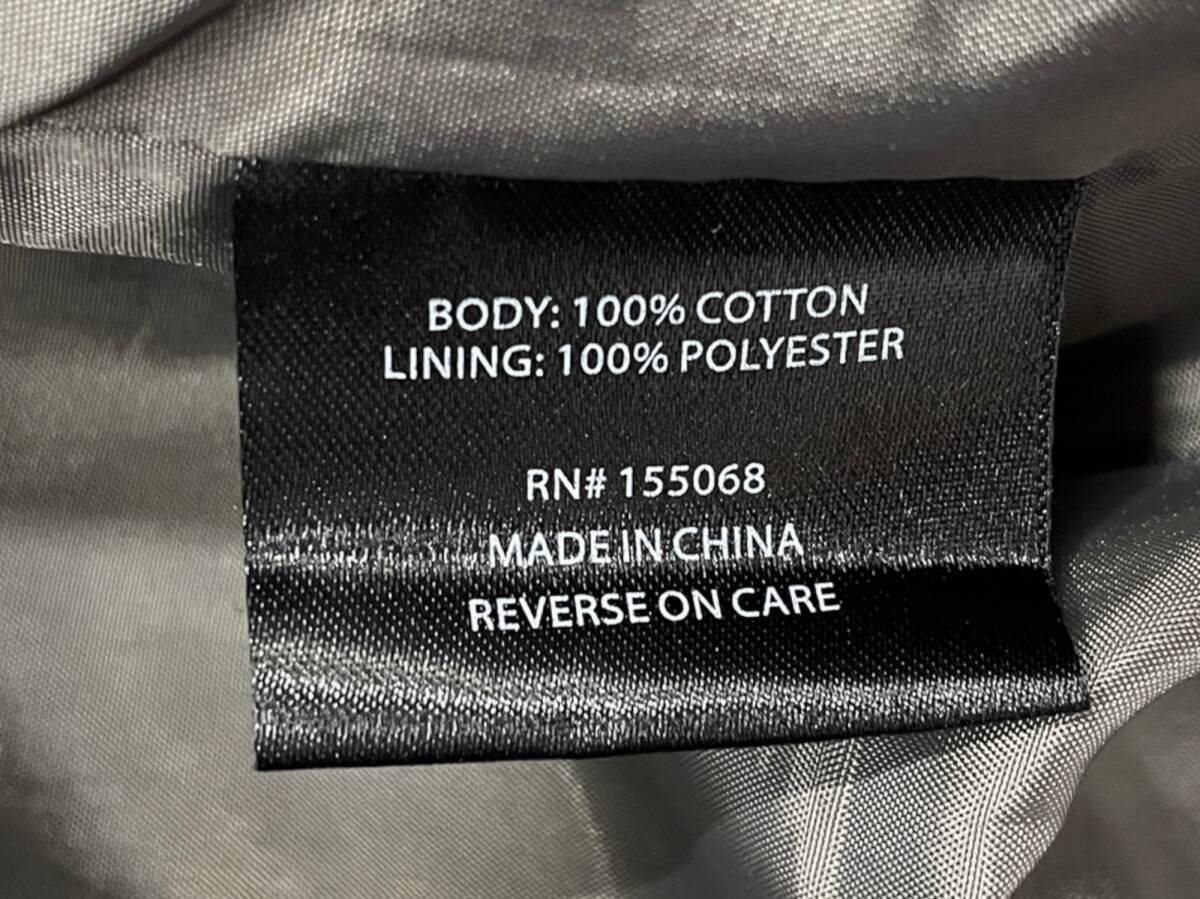 BODY: 100% COTTON
LINING: 100% POLYESTER
RN# 155068
MADE IN CHINA
REVERSE ON CARE